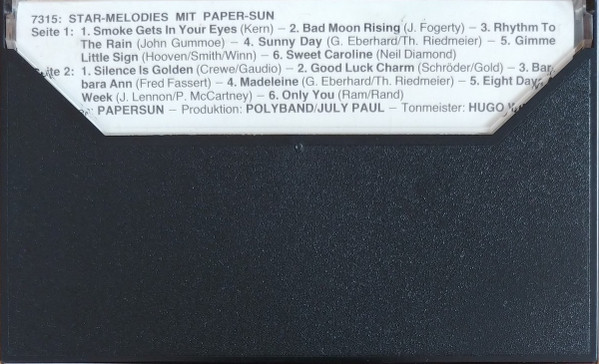 7315: STAR-MELODIES MIT PAPER-SUN
Seite 1: 1. Smoke Gets In Your Eyes (Kern) – 2. Bad Moon Rising (J. Fogerty) – 3. Rhythm To
The Rain (John Gummoe) – 4. Sunny Day (G. Eberhard/Th. Riedmeier) – 5. Gimme
Little Sign (Hooven/Smith/Winn) – 6. Sweet Caroline (Neil Diamond)
Seite 2: 1. Silence Is Golden (Crewe/Gaudio) – 2. Good Luck Charm (Schröder/Gold) – 3. Bar
bara Ann (Fred Fassert) – 4. Madeleine (G. Eberhard/Th. Riedmeier) – 5. Eight Days
Week (J. Lennon/P. McCartney) – 6. Only You (Ram/Rand)
PAPERSUN – Produktion: POLYBAND/JULY PAUL – Tonmeister: HUGO